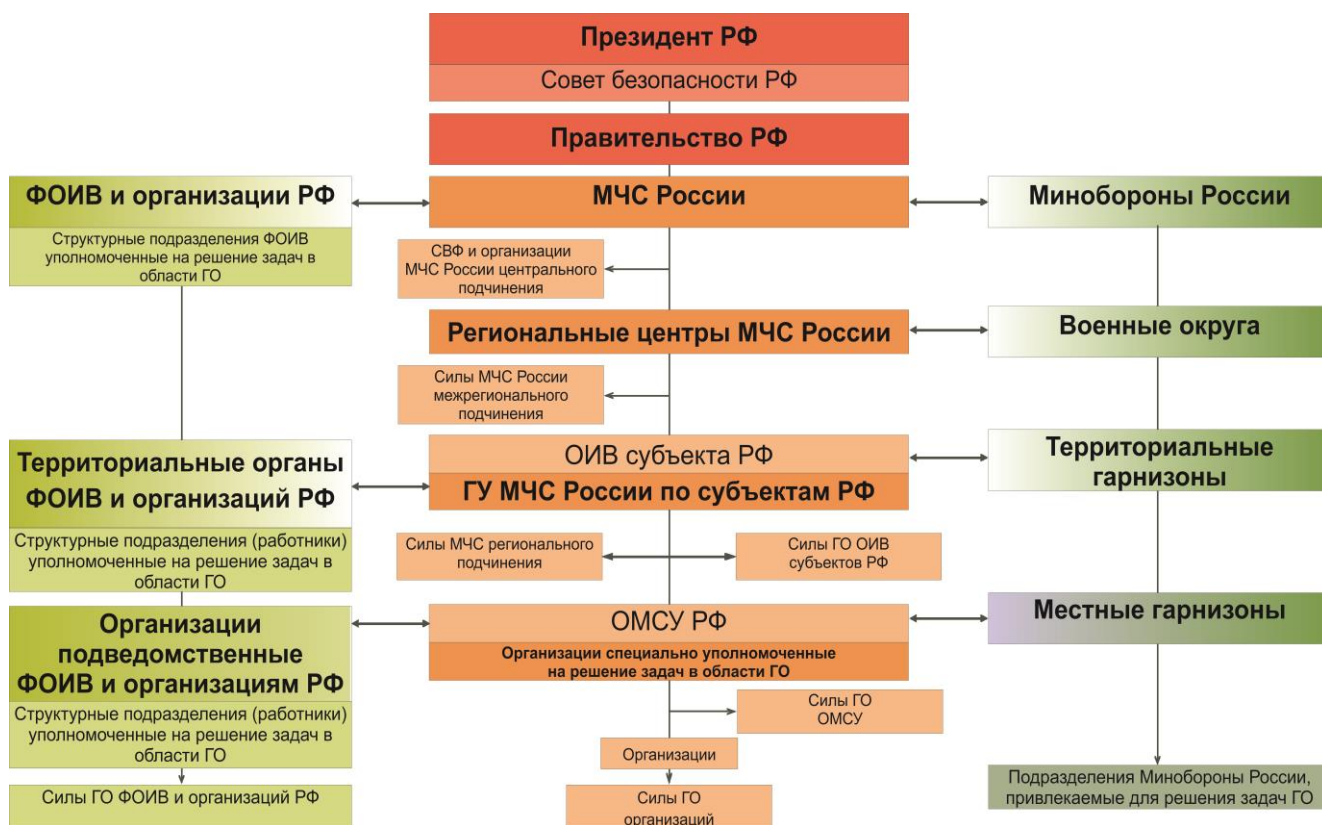 Президент РФ
Совет безопасности РФ
Правительство РФ
ФОИВ и организации РФ
Структурные подразделения ФОИВ
уполномоченные на решение задач в
области ГО
МЧС России
Минобороны России
СВФ и организации
МЧС России центрального
подчинения
Региональные центры МЧС России
Военные округа
Силы МЧС России
межрегионального
подчинения
Территориальные органы
ФОИВ и организаций РФ
Структурные подразделения (работники)
уполномоченные на решение задач в
области ГО
ОИВ субъекта РФ
ГУ МЧС России по субъектам РФ
Территориальные
гарнизоны
Силы МЧС регионального
подчинения
Силы ГО ОИВ
субъектов РФ
Организации
подведомственные
ФОИВ и организациям РФ
Структурные подразделения (работники)
уполномоченные на решение задач в
области ГО
ОМСУ РФ
Организации специально уполномоченные
на решение задач в области ГО
Местные гарнизоны
Силы ГО
ОМСУ
Организации
Силы ГО ФОИВ и организаций РФ
Силы ГО
организаций
Подразделения Минобороны России,
привлекаемые для решения задач ГО